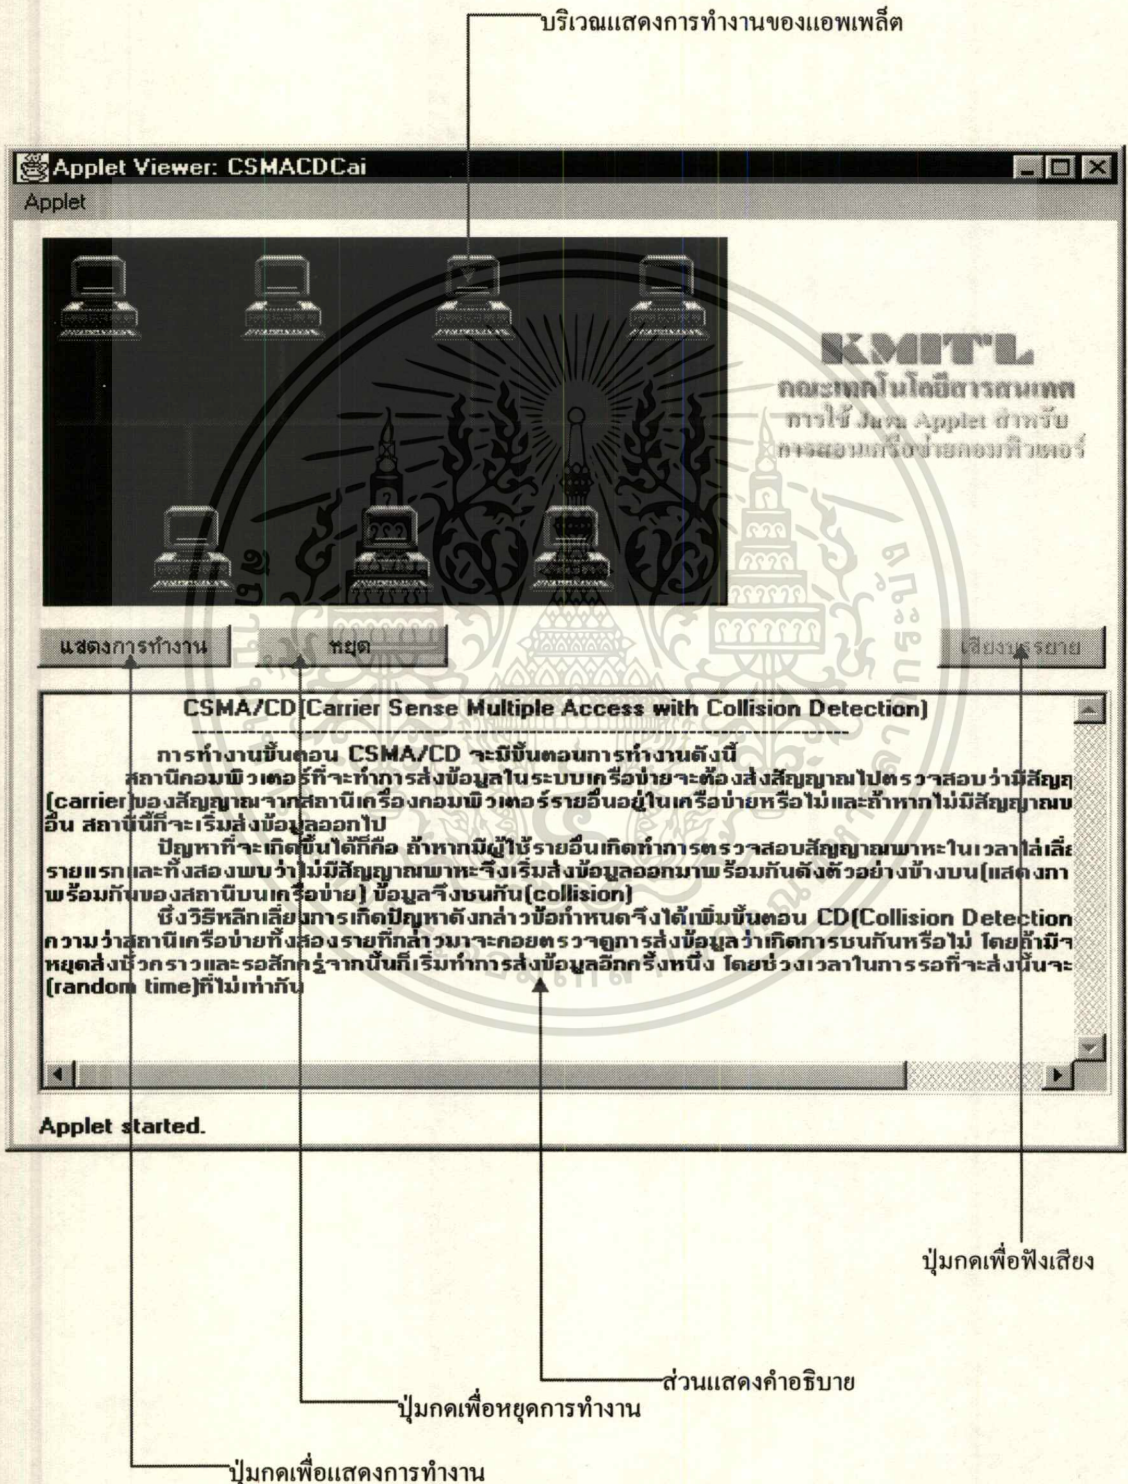 บริเวณแสดงการทำงานของแอพเพล็ต
Applet Viewer: CSMACDCai
Applet
KMITL
คณะเทคโนโลยีสารสนเทศ
การใช้ Java Applet สำหรับ
การสอนเครือข่ายคอมพิวเตอร์
แสดงการทำงาน
หยุด
เสียงบรรยาย
CSMA/CD(Carrier Sense Multiple Access with Collision Detection)
การทำงานขั้นตอน CSMA/CD จะมีขั้นตอนการทำงานดังนี้
สถานีคอมพิวเตอร์ที่จะทำการส่งข้อมูลในระบบเครือข่ายจะต้องส่งสัญญาณไปตรวจสอบว่ามีสัญญ
(carrier)ของสัญญาณจากสถานีเครื่องคอมพิวเตอร์รายอื่นอยู่ในเครือข่ายหรือไม่และถ้าหากไม่มีสัญญาณข
อื่น สถานีนี้ก็จะเริ่มส่งข้อมูลออกไป
ปัญหาที่จะเกิดขึ้นได้ก็คือ ถ้าหากมีผู้ใช้รายอื่นเกิดทำการตรวจสอบสัญญาณพาหะในเวลาไล่เลี่ย
รายแรกและทั้งสองพบว่าไม่มีสัญญาณพาหะจึงเริ่มส่งข้อมูลออกมาพร้อมกันดังตัวอย่างข้างบน(แสดงกา
พร้อมกันของสถานีบนเครือข่าย) ข้อมูลจึงชนกัน(collision)
ซึ่งวิธีหลีกเลี่ยงการเกิดปัญหาดังกล่าวข้อกำหนดจึงได้เพิ่มขั้นตอน CD(Collision Detection
ความว่าสถานีเครือข่ายทั้งสองรายที่กล่าวมาจะคอยตรวจดูการส่งข้อมูลว่าเกิดการชนกันหรือไม่ โดยถ้ามีจ
หยุดส่งชั่วคราวและรอสักครู่จากนั้นก็เริ่มทำการส่งข้อมูลอีกครั้งหนึ่ง โดยช่วงเวลาในการรอที่จะส่งนั้นจะ
(random time)ที่ไม่เท่ากัน
Applet started.
ปุ่มกดเพื่อฟังเสียง
ส่วนแสดงคำอธิบาย
ปุ่มกดเพื่อหยุดการทำงาน
ปุ่มกดเพื่อแสดงการทำงาน